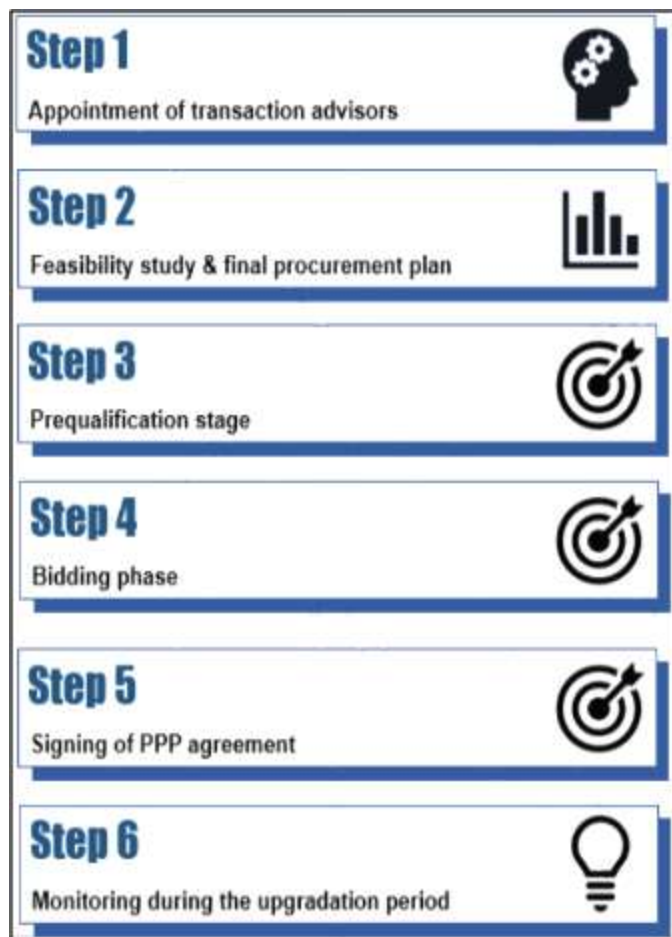 Step 1
Appointment of transaction advisors
Step 2
Feasibility study & final procurement plan
Step 3
Prequalification stage
Step 4
Bidding phase
Step 5
Signing of PPP agreement
Step 6
Monitoring during the upgradation period